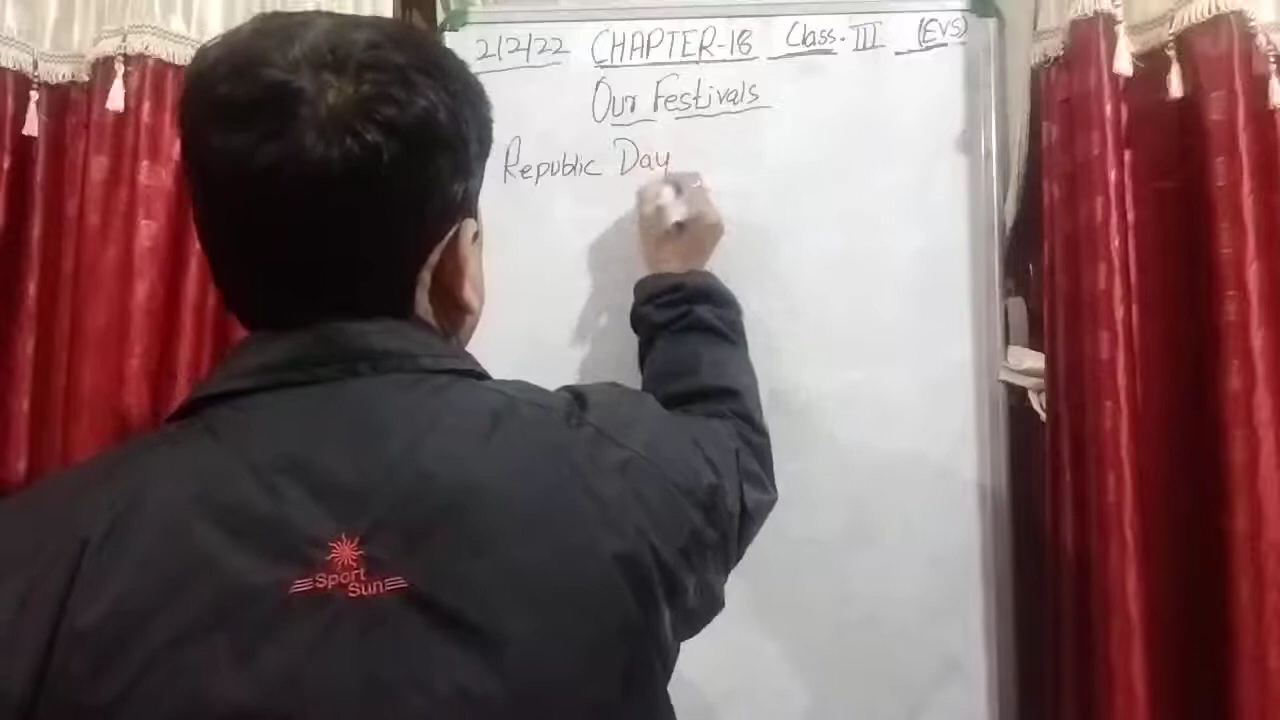 2/2/22 CHAPTER-18 Class. III (EVS)
Our Festivals
Republic Day
Sport
Sun